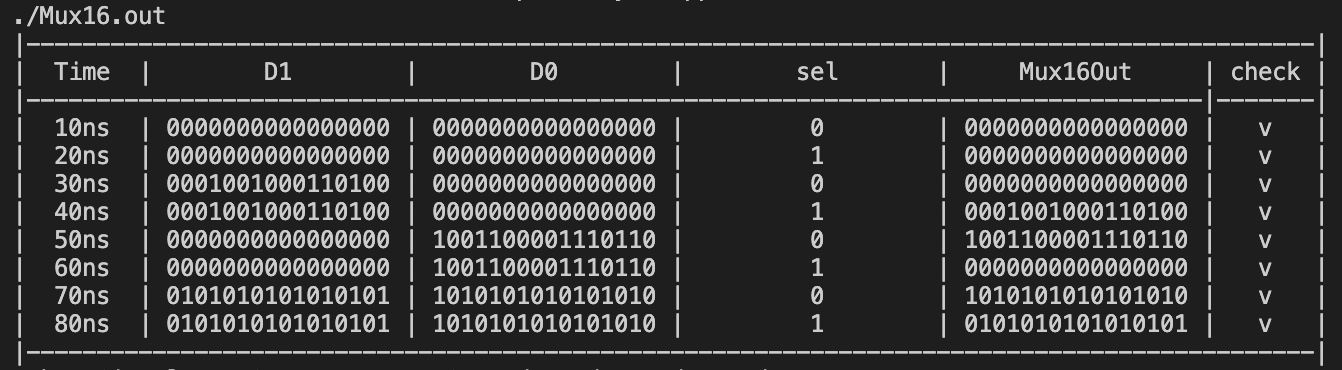 ./Mux16.out
|--------------------------------------------------------------------------------------------|
| Time | D1 | D0 | sel | Mux16Out | check |
|------------------------------------------------------------------------------------|-------|
| 10ns | 0000000000000000 | 0000000000000000 | 0 | 0000000000000000 | v |
| 20ns | 0000000000000000 | 0000000000000000 | 1 | 0000000000000000 | v |
| 30ns | 0001001000110100 | 0000000000000000 | 0 | 0000000000000000 | v |
| 40ns | 0001001000110100 | 0000000000000000 | 1 | 0001001000110100 | v |
| 50ns | 0000000000000000 | 1001100001110110 | 0 | 1001100001110110 | v |
| 60ns | 0000000000000000 | 1001100001110110 | 1 | 0000000000000000 | v |
| 70ns | 0101010101010101 | 1010101010101010 | 0 | 1010101010101010 | v |
| 80ns | 0101010101010101 | 1010101010101010 | 1 | 0101010101010101 | v |
|--------------------------------------------------------------------------------------------|